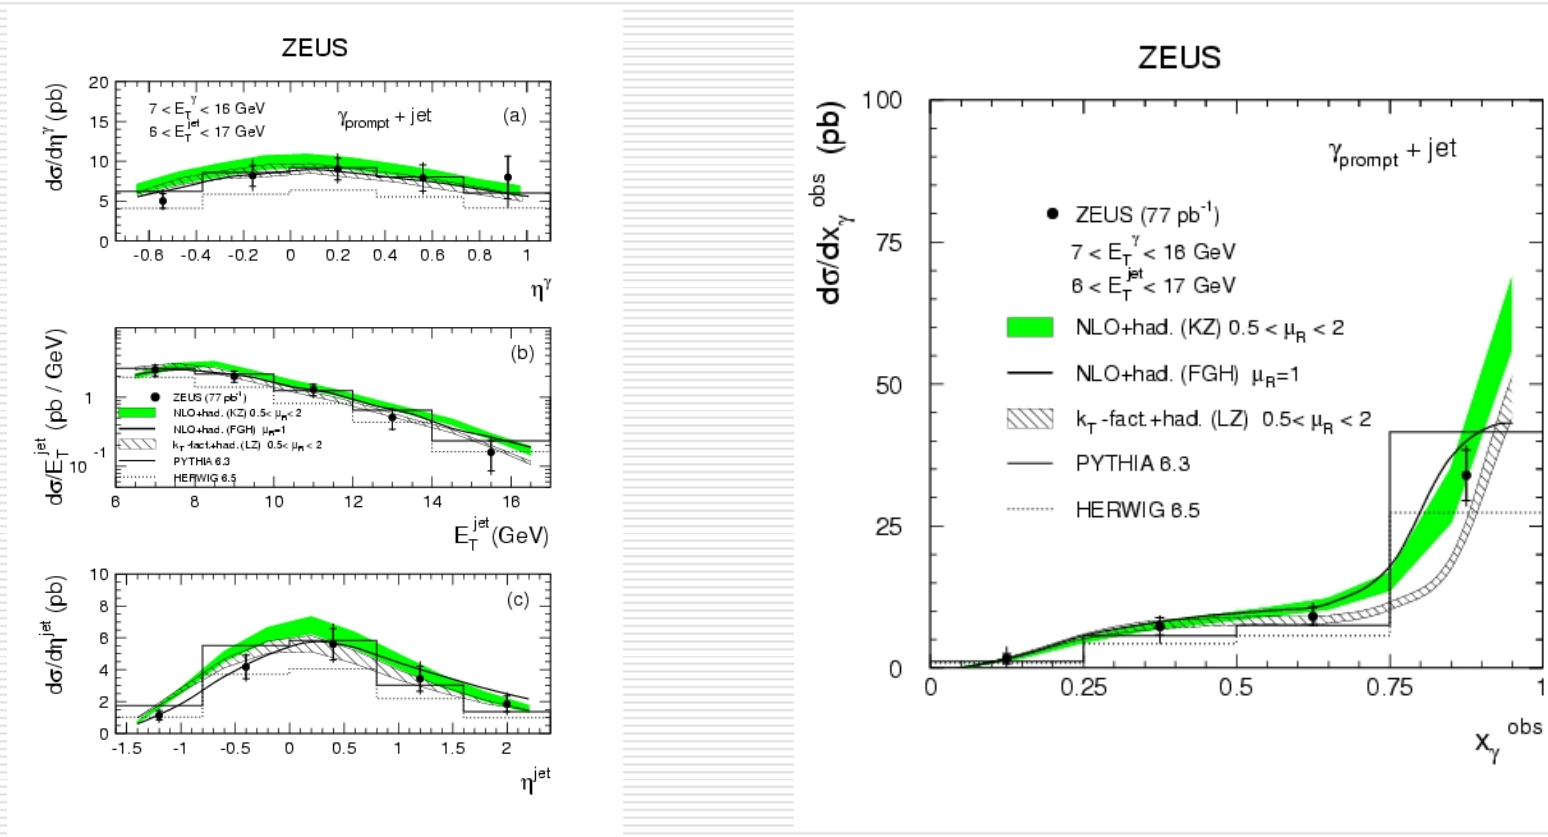 ZEUS
dσ/dη^γ (pb)
20
15
10
5
0
7 < E_T^γ < 16 GeV
6 < E_T^jet < 17 GeV
γ_prompt + jet
(a)
-0.6 -0.4 -0.2 0 0.2 0.4 0.6 0.8 1
η^γ
dσ/E_T^jet (pb / GeV)
1
10^-1
(b)
ZEUS (77 pb^-1)
NLO+had. (KZ) 0.5< μ_R < 2
NLO+had. (FGH) μ_R=1
k_T -fact.+had. (LZ) 0.5< μ_R < 2
PYTHIA 6.3
HERWIG 6.5
6 8 10 12 14 16
E_T^jet (GeV)
dσ/dη^jet (pb)
10
8
6
4
2
0
(c)
-1.5 -1 -0.5 0 0.5 1 1.5 2
η^jet
ZEUS
dσ/dx_γ^obs (pb)
100
75
50
25
0
γ_prompt + jet
ZEUS (77 pb^-1)
7 < E_T^γ < 16 GeV
6 < E_T^jet < 17 GeV
NLO+had. (KZ) 0.5 < μ_R < 2
NLO+had. (FGH) μ_R=1
k_T -fact.+had. (LZ) 0.5< μ_R < 2
PYTHIA 6.3
HERWIG 6.5
0 0.25 0.5 0.75 1
x_γ^obs